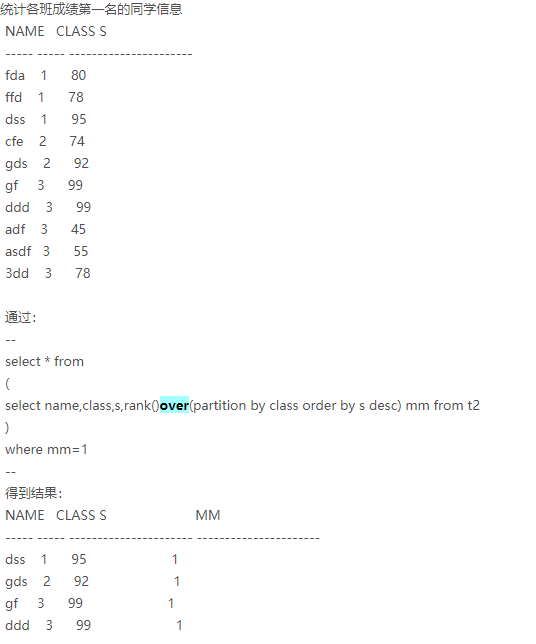 统计各班成绩第一名的同学信息
NAME CLASS S
----- ----- ----------------------
fda 1 80
ffd 1 78
dss 1 95
cfe 2 74
gds 2 92
gf 3 99
ddd 3 99
adf 3 45
asdf 3 55
3dd 3 78
通过：
--
select * from
(
select name,class,s,rank()over(partition by class order by s desc) mm from t2
)
where mm=1
--
得到结果：
NAME CLASS S MM
----- ----- ---------------------- ----------------------
dss 1 95 1
gds 2 92 1
gf 3 99 1
ddd 3 99 1